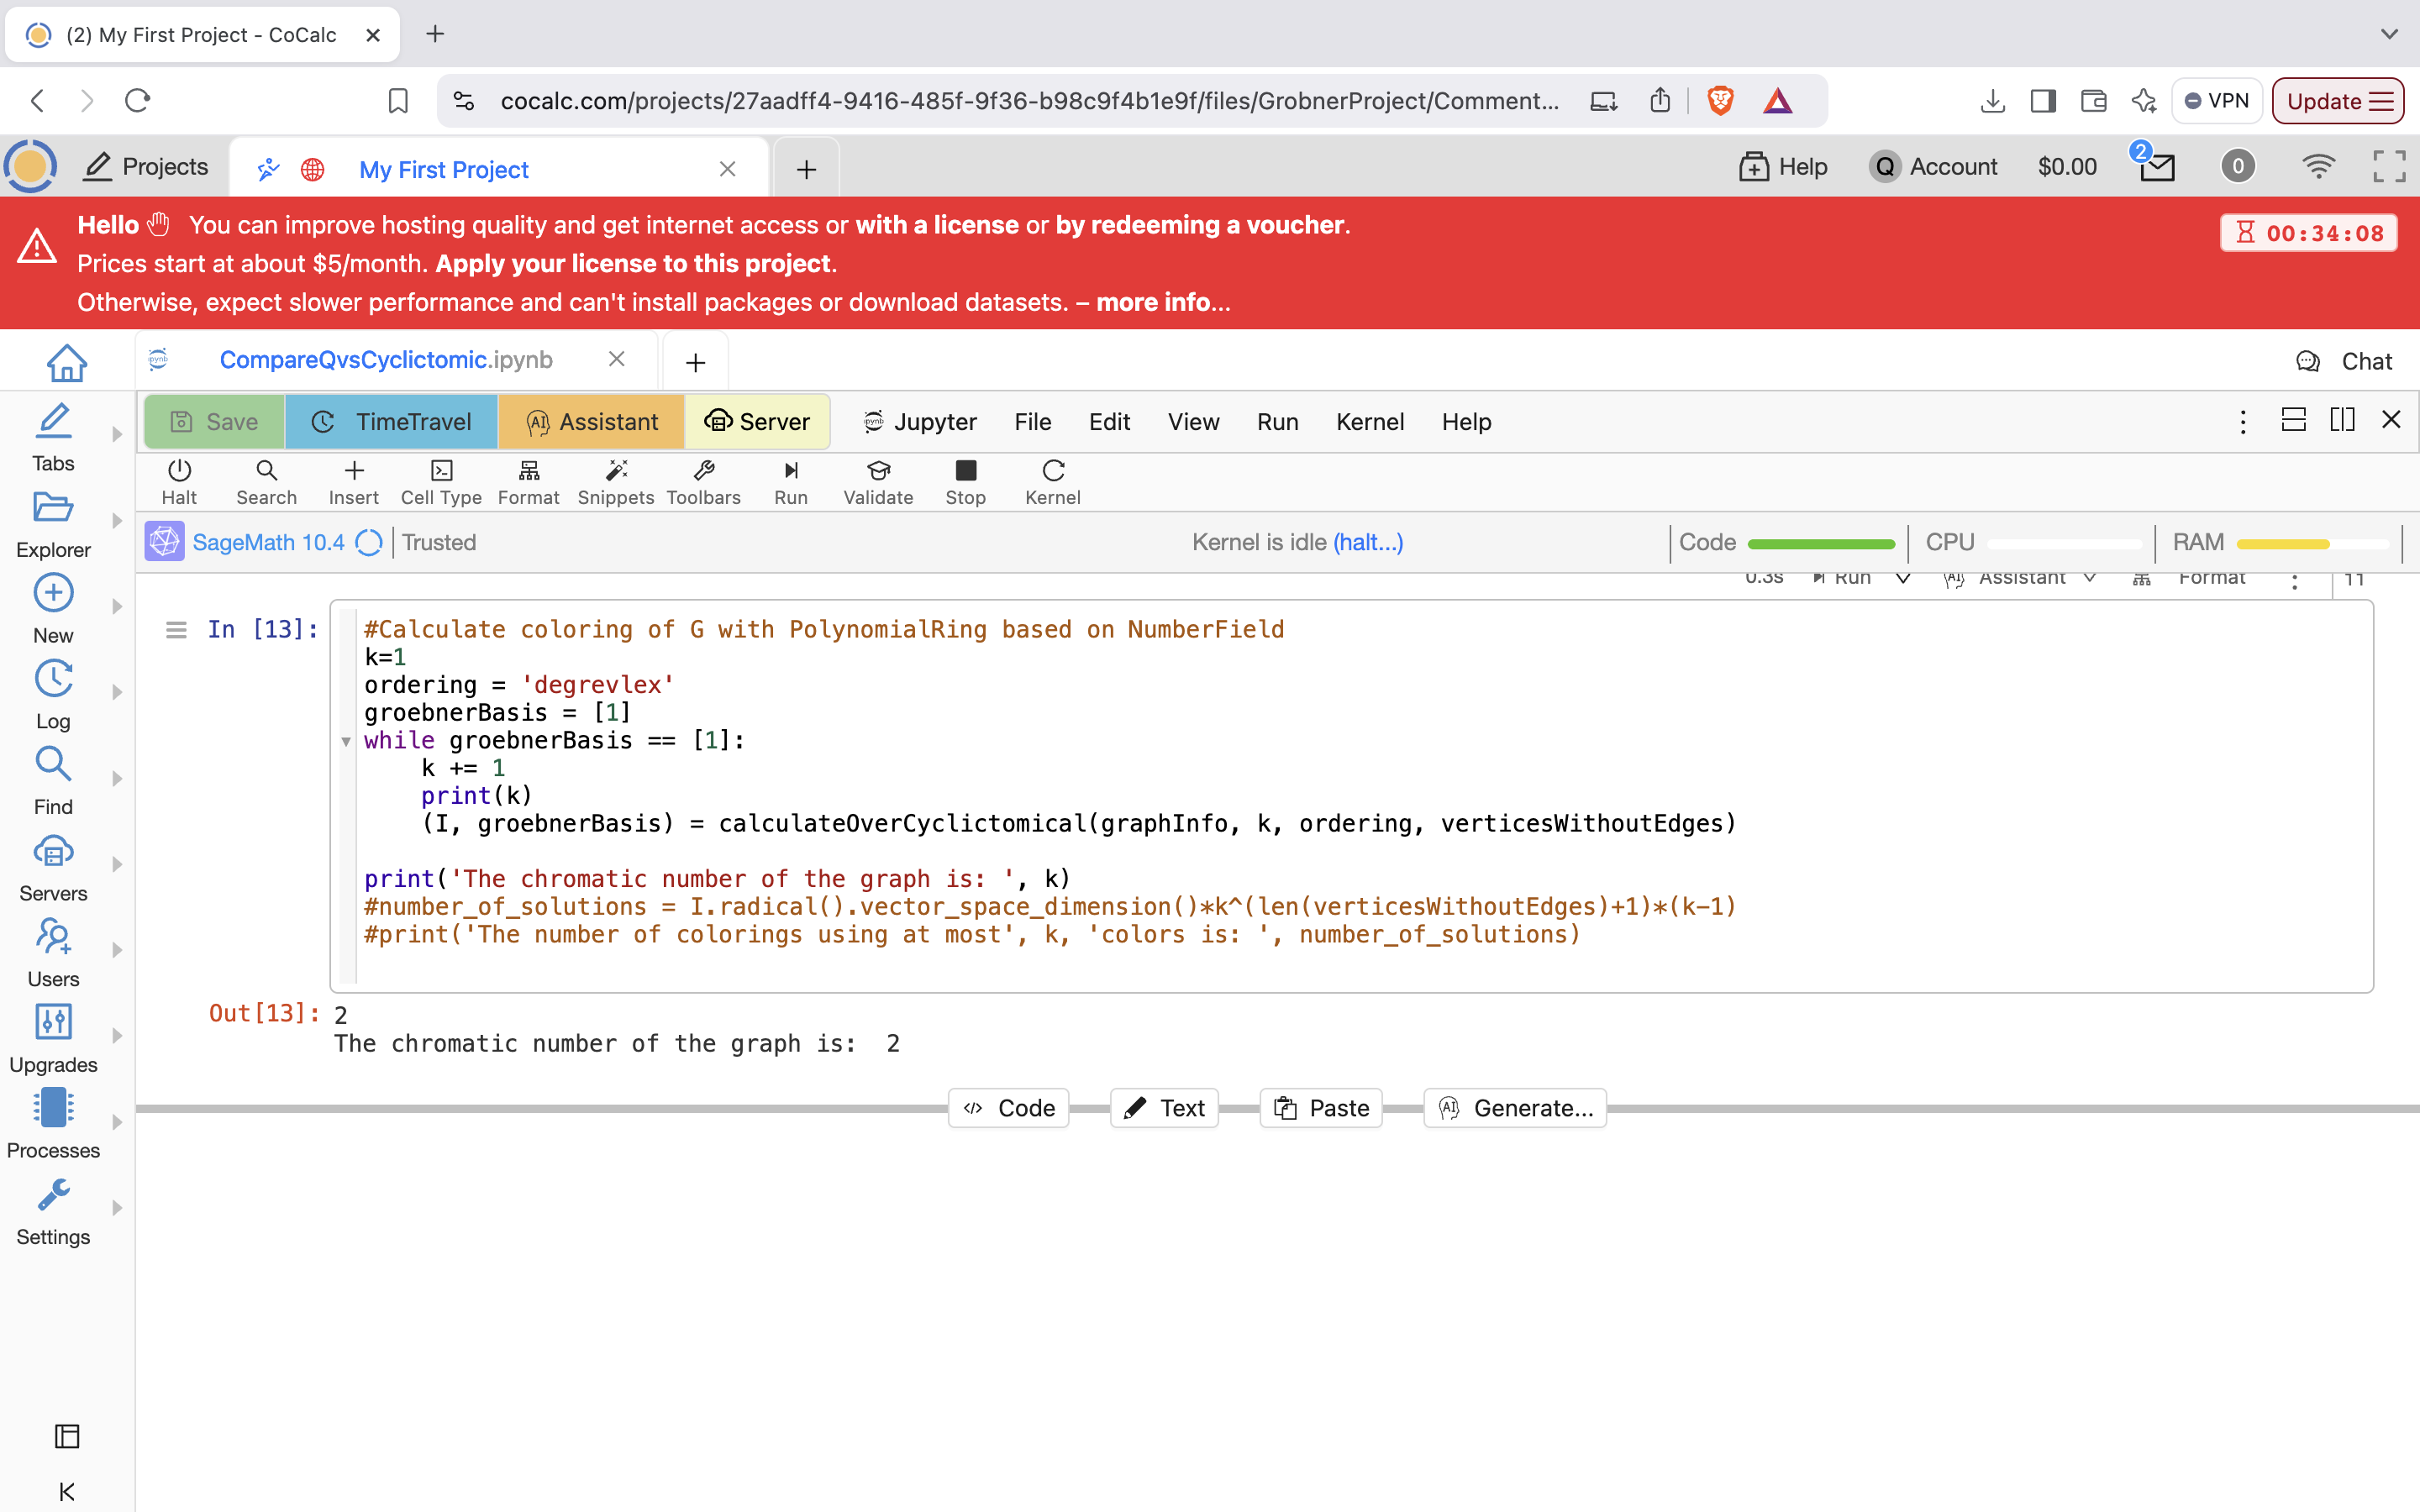 (2) My First Project - CoCalc
cocalc.com/projects/27aadff4-9416-485f-9f36-b98c9f4b1e9f/files/GrobnerProject/Comment...
VPN
Update
Projects
My First Project
Help
Q Account
$0.00
2
0
Hello You can improve hosting quality and get internet access or with a license or by redeeming a voucher.
Prices start at about $5/month. Apply your license to this project.
Otherwise, expect slower performance and can't install packages or download datasets. – more info...
00:34:08
ipynb
CompareQvsCyclictomic.ipynb
Chat
Save
TimeTravel
AI Assistant
Server
ipynb Jupyter
File
Edit
View
Run
Kernel
Help
Halt
Search
Insert
Cell Type
Format
Snippets
Toolbars
Run
Validate
Stop
Kernel
SageMath 10.4
Trusted
Kernel is idle (halt...)
Code
CPU
RAM
0.3s
Run
AI Assistant
Format
11
Tabs
Explorer
New
Log
Find
Servers
Users
Upgrades
Processes
Settings
In [13]:
#Calculate coloring of G with PolynomialRing based on NumberField
k=1
ordering = 'degrevlex'
groebnerBasis = [1]
while groebnerBasis == [1]:
    k += 1
    print(k)
    (I, groebnerBasis) = calculateOverCyclictomical(graphInfo, k, ordering, verticesWithoutEdges)
print('The chromatic number of the graph is: ', k)
#number_of_solutions = I.radical().vector_space_dimension()*k^(len(verticesWithoutEdges)+1)*(k-1)
#print('The number of colorings using at most', k, 'colors is: ', number_of_solutions)
Out[13]: 2
The chromatic number of the graph is:  2
Code
Text
Paste
AI Generate...